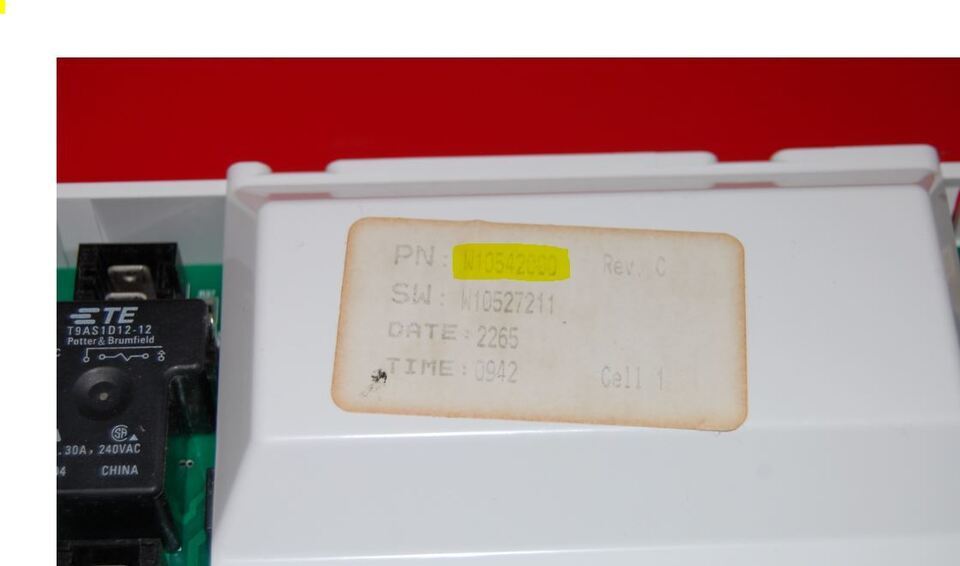 PN: W10542000 Rev. C
SW: W10527211
DATE: 2265
TIME: 0942 Cell 1
TE
T9AS1D12-12
Potter & Brumfield
30A, 240VAC
CHINA